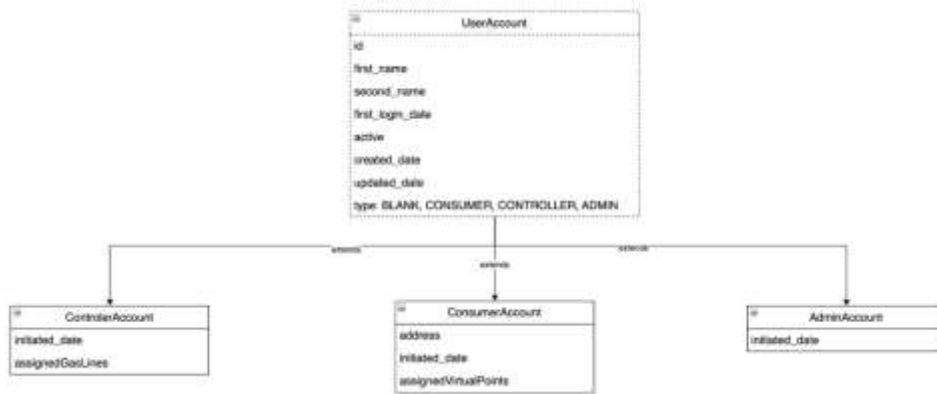 UserAccount
id
first_name
second_name
first_login_date
active
created_date
updated_date
type: BLANK, CONSUMER, CONTROLLER, ADMIN
extends
extends
extends
ControlerAccount
initiated_date
assignedGasLines
ConsumerAccount
address
initiated_date
assignedVirtualPoints
AdminAccount
initiated_date